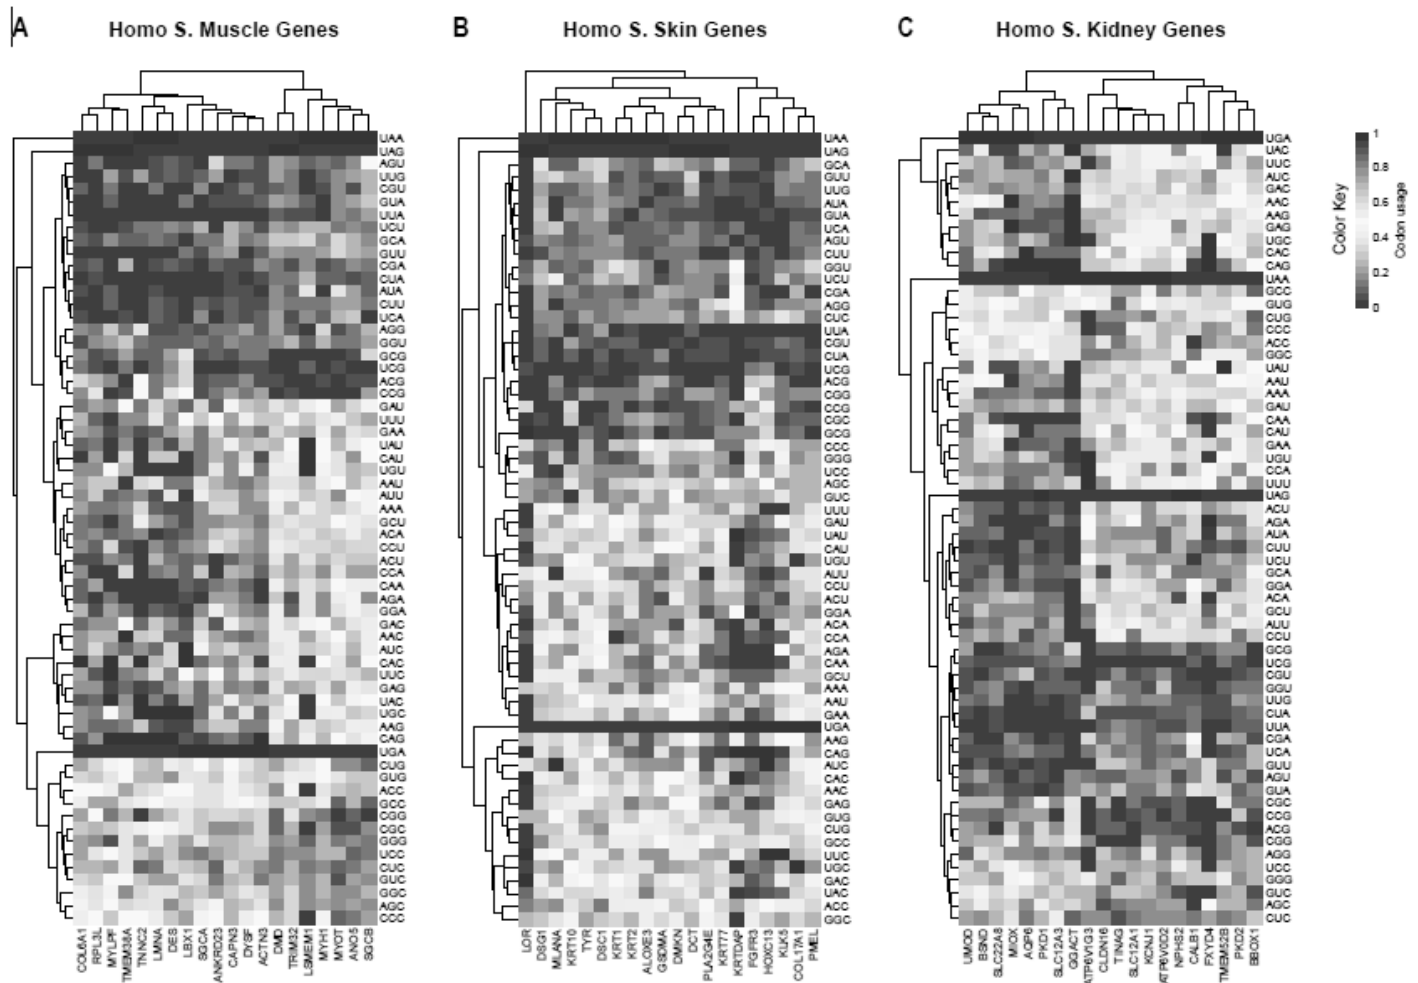 A
Homo S. Muscle Genes
UAA
UAG
AGU
UUG
CGU
GUA
UUA
UCU
GCA
GUU
CGA
CUA
AUA
CUU
UCA
AGG
GGU
GCG
UCG
ACG
CCG
GAU
UUU
GAA
UAU
CAU
UGU
AAU
AUU
AAA
GCU
ACA
CCU
ACU
CCA
CAA
AGA
GGA
GAC
AAC
AUC
CAC
UUC
GAG
UAC
UGC
AAG
CAG
UGA
CUG
GUG
ACC
GCC
CGG
CGC
GGG
UCC
CUC
GUC
GGC
AGC
CCC
COL6A1
RPL3L
MYLPF
TMEM38A
TNNC2
LMNA
DES
LBX1
SGCA
ANKRD23
CAPN3
DYSF
ACTN3
DMD
TRIM32
LSMEM1
MYH1
MYOT
ANO5
SGCB
B
Homo S. Skin Genes
UAA
UAG
GCA
GUU
UUG
AUA
GUA
UCA
AGU
CUU
GGU
UCU
CGA
AGG
CUC
UUA
CGU
CUA
UCG
ACG
CGG
CCG
CGC
GCG
CCC
GGG
UCC
AGC
GUC
UUU
GAU
UAU
CAU
UGU
AUU
CCU
ACU
GGA
ACA
CCA
AGA
CAA
GCU
AAA
AAU
GAA
UGA
AAG
CAG
AUC
CAC
AAC
GAG
GUG
CUG
GCC
UUC
UGC
GAC
UAC
ACC
GGC
LOR
DSG1
MLANA
KRT10
TYR
DSC1
KRT1
KRT2
ALOXE3
GSDMA
DMKN
DCT
PLA2G4E
KRT77
KRTDAP
FGFR3
HOXC13
KLK5
COL17A1
PMEL
C
Homo S. Kidney Genes
UGA
UAC
UUC
AUC
GAC
AAC
AAG
GAG
UGC
CAC
CAG
UAA
GCC
GUG
CUG
CCC
ACC
GGC
UAU
AAU
AAA
GAU
CAA
CAU
GAA
UGU
CCA
UUU
UAG
ACU
AGA
AUA
CUU
UCU
GCA
GGA
ACA
GCU
AUU
CCU
GCG
UCG
CGU
GGU
UUG
CUA
UUA
CGA
UCA
GUU
AGU
GUA
CGC
CCG
ACG
CGG
AGG
UCC
GGG
GUC
AGC
CUC
UMOD
BSND
SLC22A8
MIOX
AQP6
PKD1
SLC12A3
GGACT
ATP6V1G3
CLDN16
TINAG
SLC12A1
KCNJ1
ATP6V0D2
NPHS2
CALB1
FXYD4
TMEM52B
PKD2
BBOX1
Color Key
1
0.8
0.6
0.4
0.2
0
Codon usage